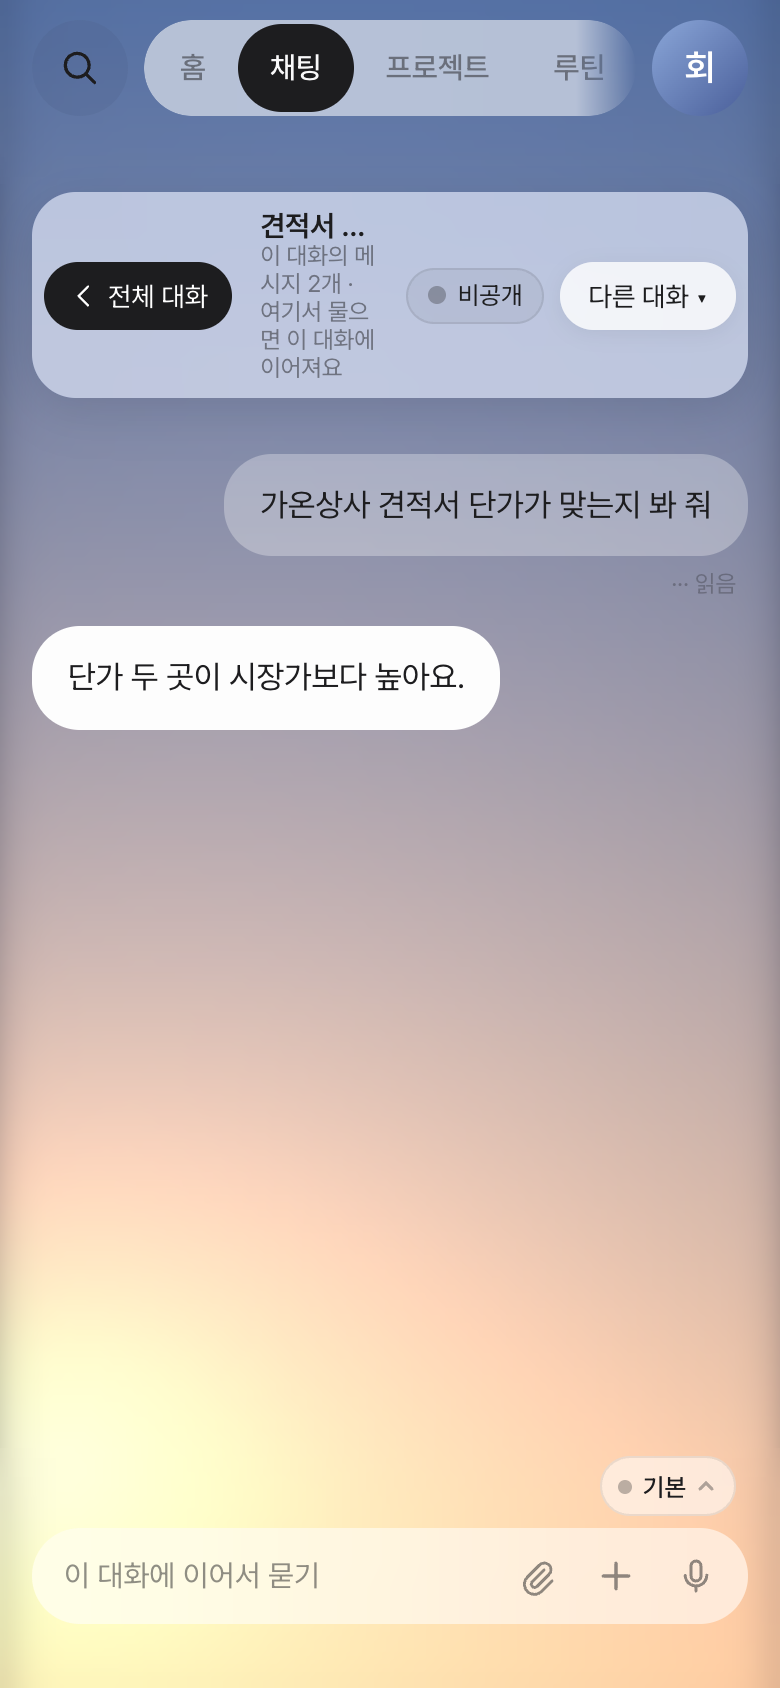 홈
채팅
프로젝트
루틴
회
전체 대화
견적서 ...
이 대화의 메
시지 2개 ·
여기서 물으
면 이 대화에
이어져요
비공개
다른 대화 ▾
가온상사 견적서 단가가 맞는지 봐 줘
··· 읽음
단가 두 곳이 시장가보다 높아요.
기본
이 대화에 이어서 묻기